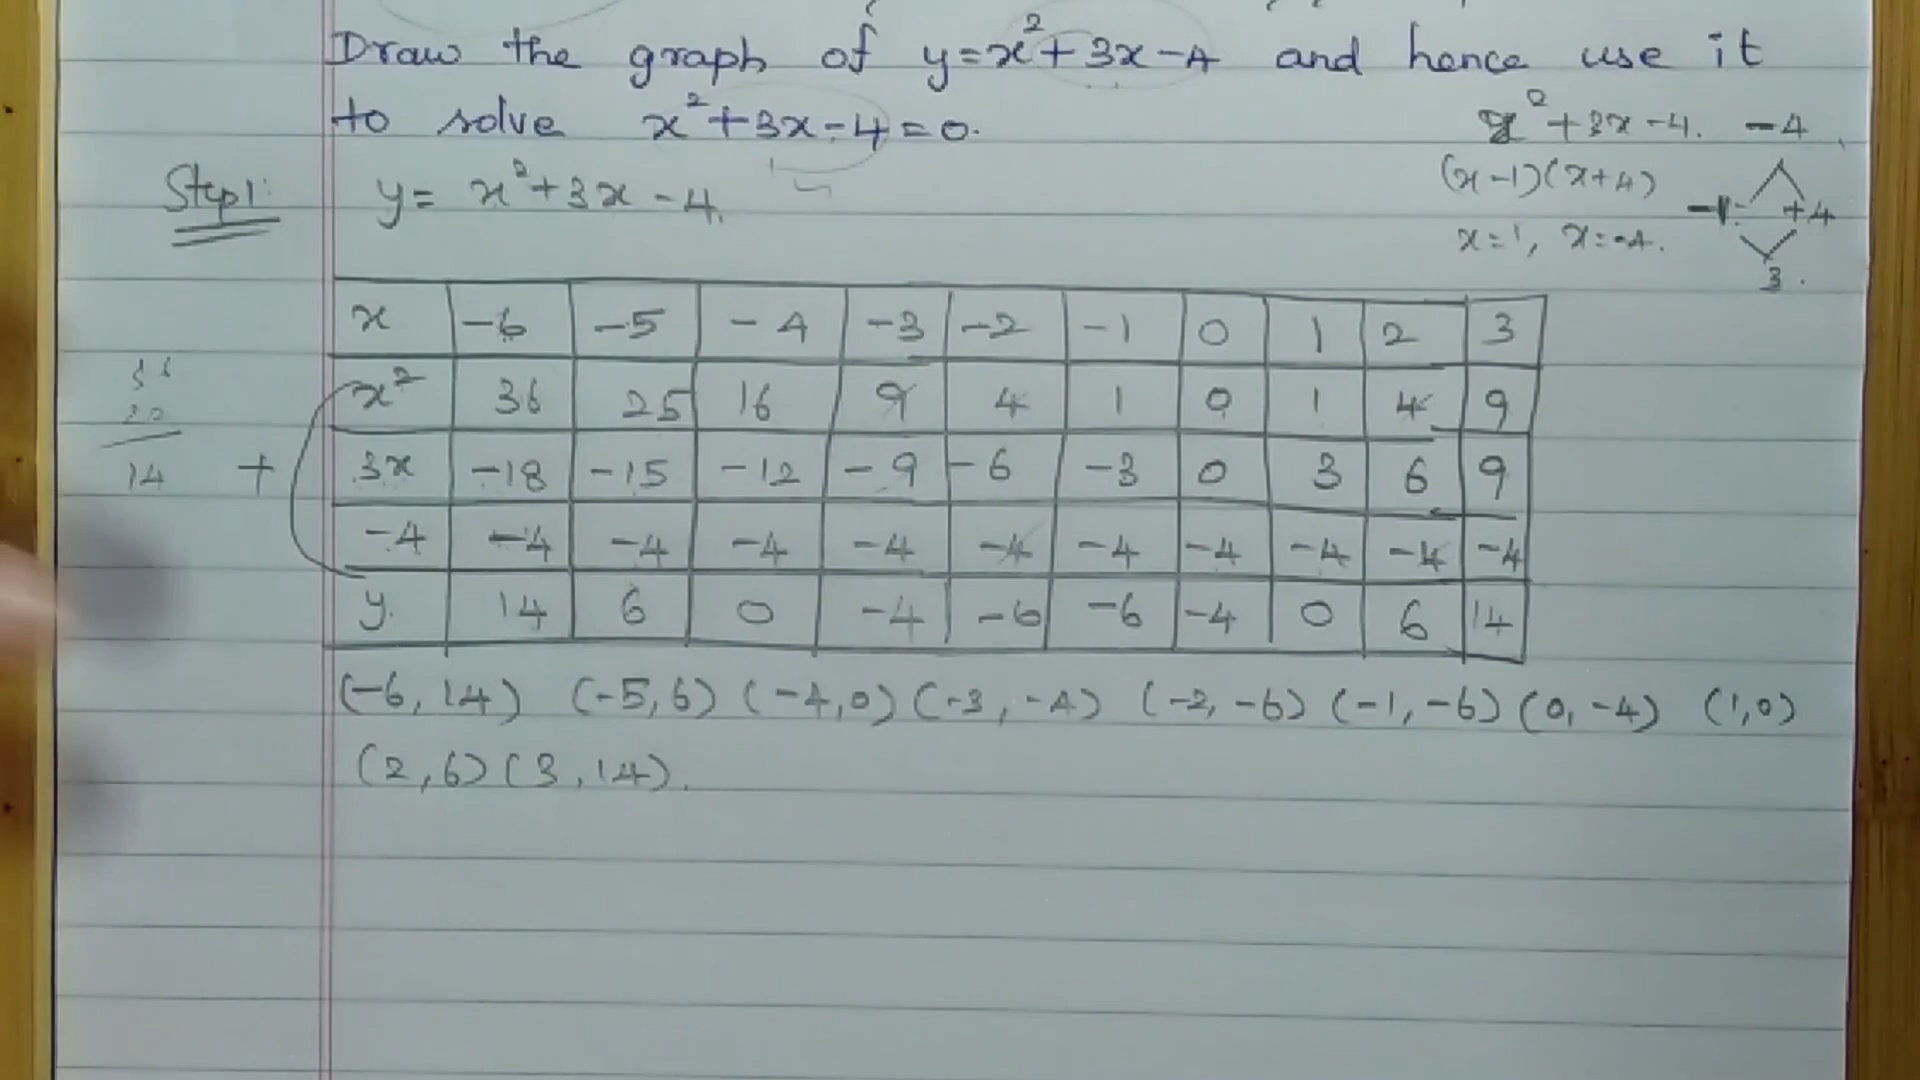 Draw the graph of y=x²+3x-4 and hence use it
to solve x²+3x-4=0.
x²+3x-4. -4
(x-1)(x+4) -1 +4
x=1, x=-4.
3.
Step1: y= x²+3x-4.
x -6 -5 -4 -3 -2 -1 0 1 2 3
x² 36 25 16 9 4 1 0 1 4 9
3x -18 -15 -12 -9 -6 -3 0 3 6 9
-4 -4 -4 -4 -4 -4 -4 -4 -4 -4 -4
y. 14 6 0 -4 -6 -6 -4 0 6 14
+
14
(-6,14) (-5,6) (-4,0) (-3,-4) (-2,-6) (-1,-6) (0,-4) (1,0)
(2,6) (3,14).